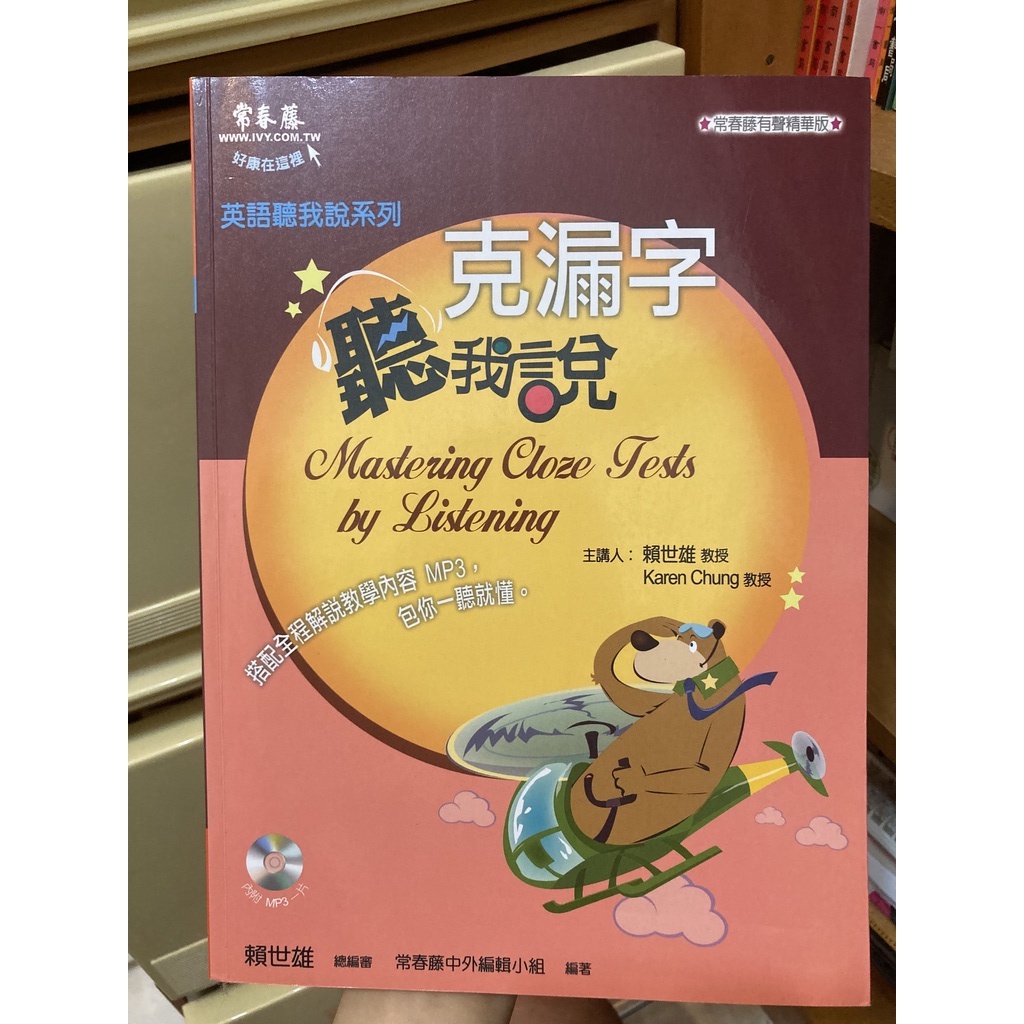 常春藤
WWW.IVY.COM.TW
好康在這裡
★常春藤有聲精華版★
英語聽我說系列
克漏字
聽我說
Mastering Cloze Tests
by Listening
主講人： 賴世雄 教授
Karen Chung 教授
搭配全程解說教學內容 MP3，
包你一聽就懂。
內附 MP3 一片
賴世雄 總編審 常春藤中外編輯小組 編著